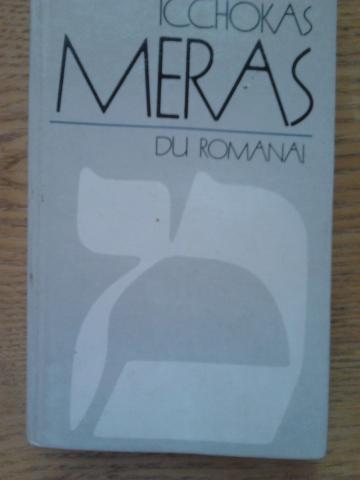 ICCHOKAS
MERAS
DU ROMANAI
מ